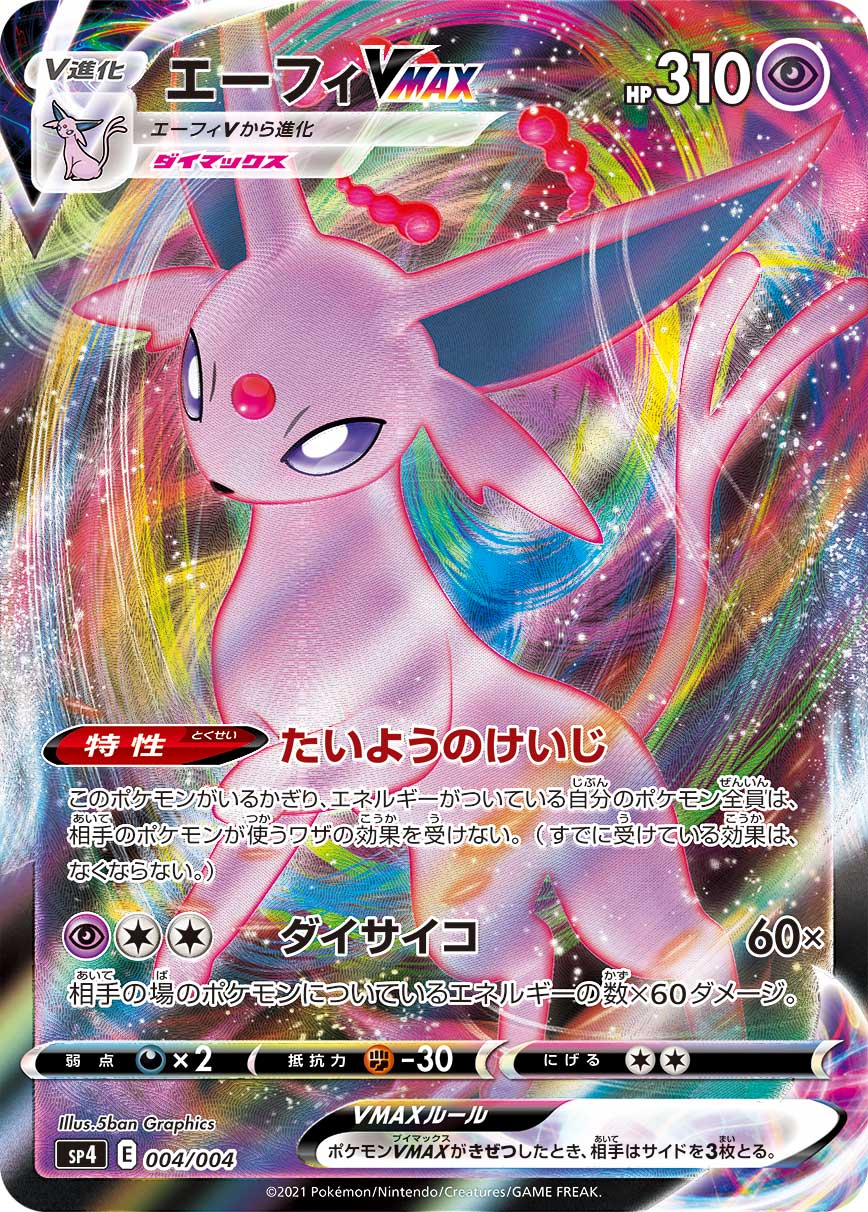 V進化
エーフィVMAX
HP310
エーフィVから進化
ダイマックス
特性
とくせい
たいようのけいじ
じぶん ぜんいん
このポケモンがいるかぎり、エネルギーがついている自分のポケモン全員は、
あいて つか こうか う う こうか
相手のポケモンが使うワザの効果を受けない。(すでに受けている効果は、
なくならない。)
ダイサイコ 60×
あいて ば かず
相手の場のポケモンについているエネルギーの数×60ダメージ。
弱点 ×2 抵抗力 -30 にげる
Illus.5ban Graphics
VMAXルール
ブイマックス あいて まい
ポケモンVMAXがきぜつしたとき、相手はサイドを3枚とる。
SP4 E 004/004
©2021 Pokémon/Nintendo/Creatures/GAME FREAK.